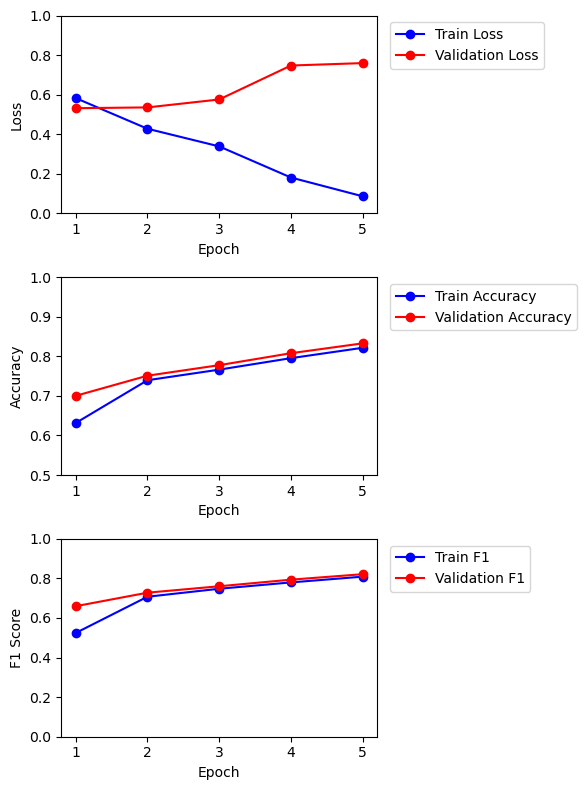 1.0
0.8
0.6
0.4
0.2
0.0
Loss
1 2 3 4 5
Epoch
Train Loss
Validation Loss
1.0
0.9
0.8
0.7
0.6
0.5
Accuracy
1 2 3 4 5
Epoch
Train Accuracy
Validation Accuracy
1.0
0.8
0.6
0.4
0.2
0.0
F1 Score
1 2 3 4 5
Epoch
Train F1
Validation F1